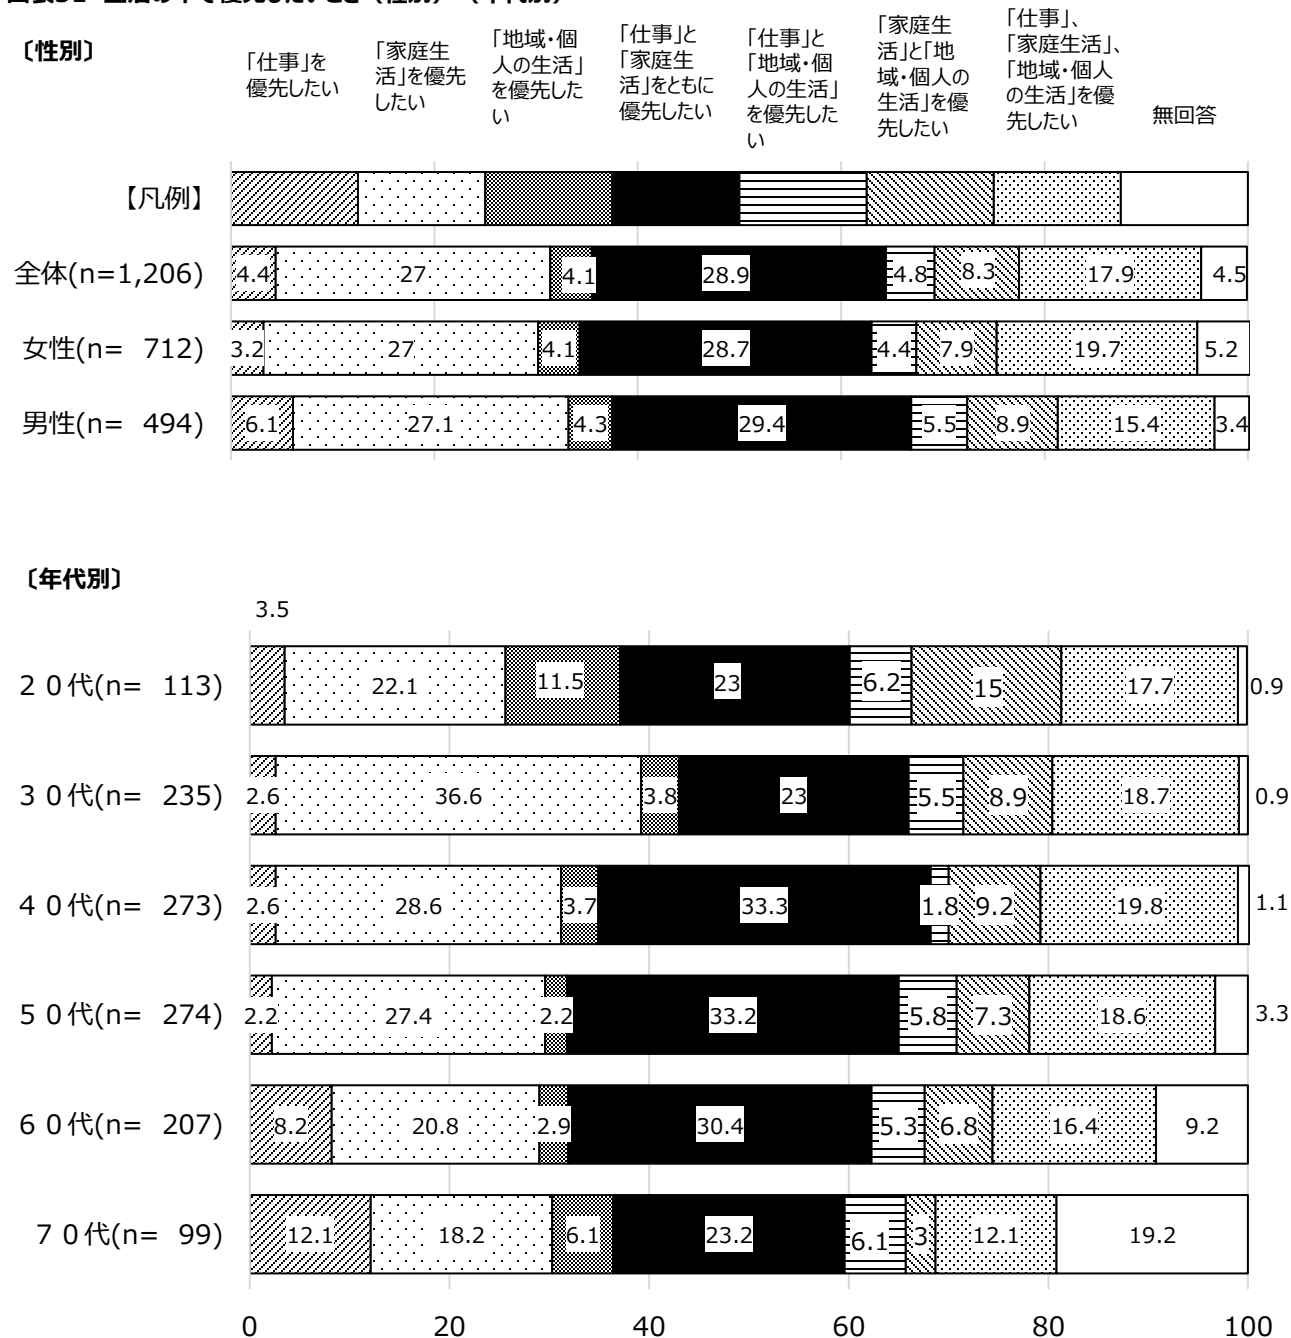 〔性別〕
「仕事」を
優先したい
「家庭生
活」を優先
したい
「地域・個
人の生活」
を優先した
い
「仕事」と
「家庭生
活」をともに
優先したい
「仕事」と
「地域・個
人の生活」
を優先した
い
「家庭生
活」と「地
域・個人の
生活」を優
先したい
「仕事」、
「家庭生活」、
「地域・個人
の生活」を優
先したい
無回答
【凡例】
全体(n=1,206) 4.4 27 4.1 28.9 4.8 8.3 17.9 4.5
女性(n= 712) 3.2 27 4.1 28.7 4.4 7.9 19.7 5.2
男性(n= 494) 6.1 27.1 4.3 29.4 5.5 8.9 15.4 3.4
〔年代別〕
3.5
２０代(n= 113) 22.1 11.5 23 6.2 15 17.7 0.9
３０代(n= 235) 2.6 36.6 3.8 23 5.5 8.9 18.7 0.9
４０代(n= 273) 2.6 28.6 3.7 33.3 1.8 9.2 19.8 1.1
５０代(n= 274) 2.2 27.4 2.2 33.2 5.8 7.3 18.6 3.3
６０代(n= 207) 8.2 20.8 2.9 30.4 5.3 6.8 16.4 9.2
７０代(n= 99) 12.1 18.2 6.1 23.2 6.1 3 12.1 19.2
0 20 40 60 80 100